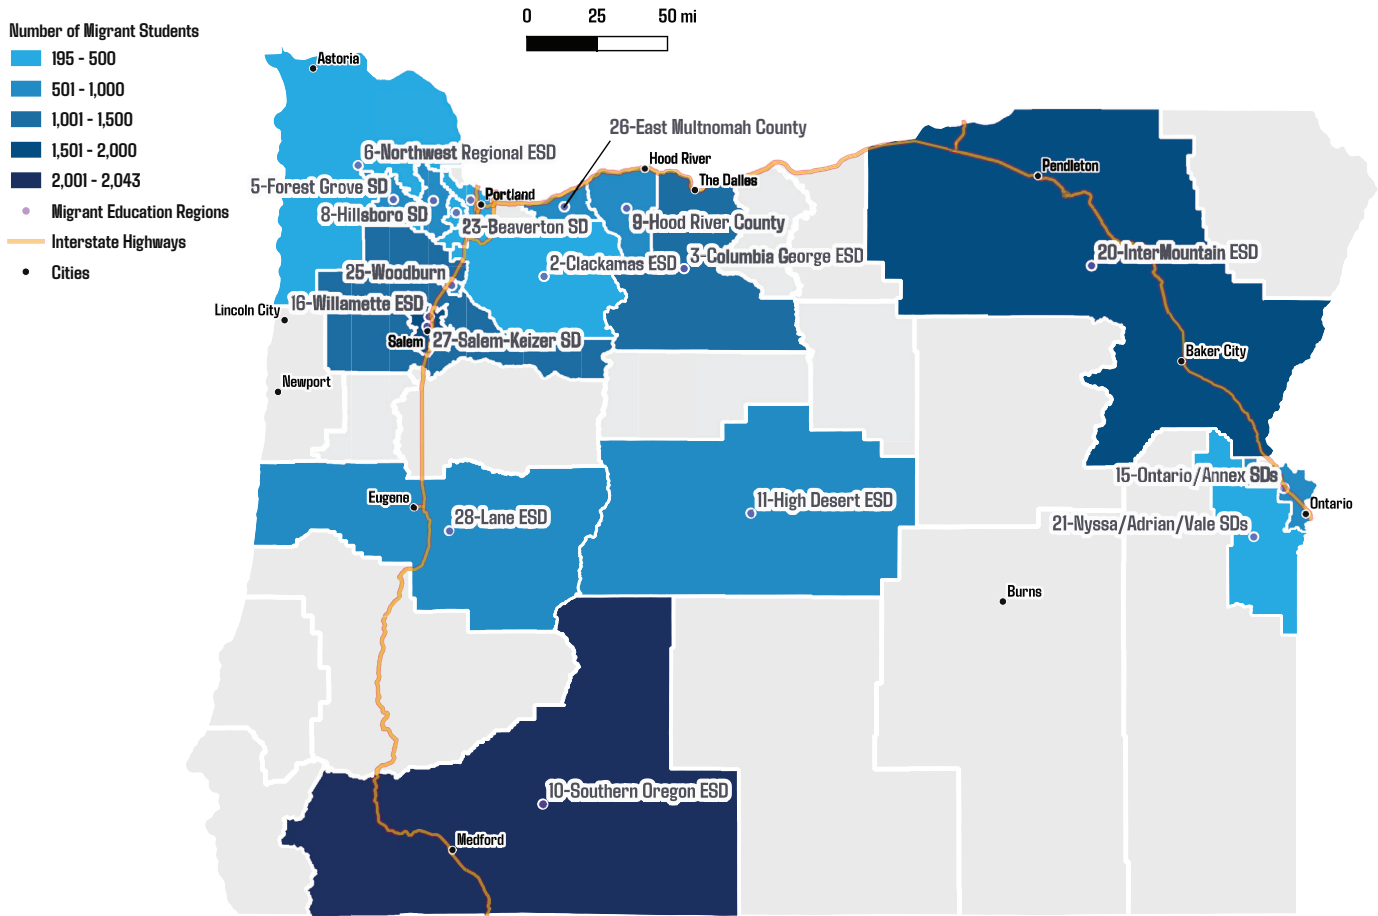 0 25 50 mi
Number of Migrant Students
195 - 500
501 - 1,000
1,001 - 1,500
1,501 - 2,000
2,001 - 2,043
Migrant Education Regions
Interstate Highways
Cities
Astoria
26-East Multnomah County
6-Northwest Regional ESD
Hood River
Pendleton
5-Forest Grove SD
The Dalles
Portland
8-Hillsboro SD
23-Beaverton SD
9-Hood River County
20-InterMountain ESD
25-Woodburn
2-Clackamas ESD
3-Columbia George ESD
16-Willamette ESD
Lincoln City
Salem
27-Salem-Keizer SD
Baker City
Newport
15-Ontario/Annex SDs
Eugene
28-Lane ESD
11-High Desert ESD
Ontario
21-Nyssa/Adrian/Vale SDs
Burns
10-Southern Oregon ESD
Medford